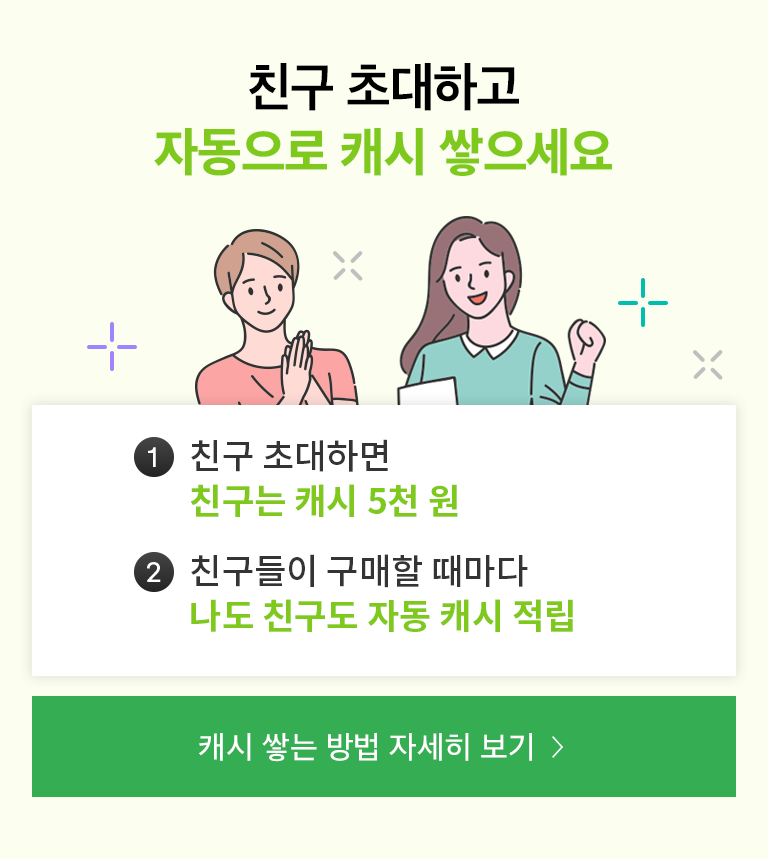 친구 초대하고
자동으로 캐시 쌓으세요
1 친구 초대하면
친구는 캐시 5천 원
2 친구들이 구매할 때마다
나도 친구도 자동 캐시 적립
캐시 쌓는 방법 자세히 보기 >